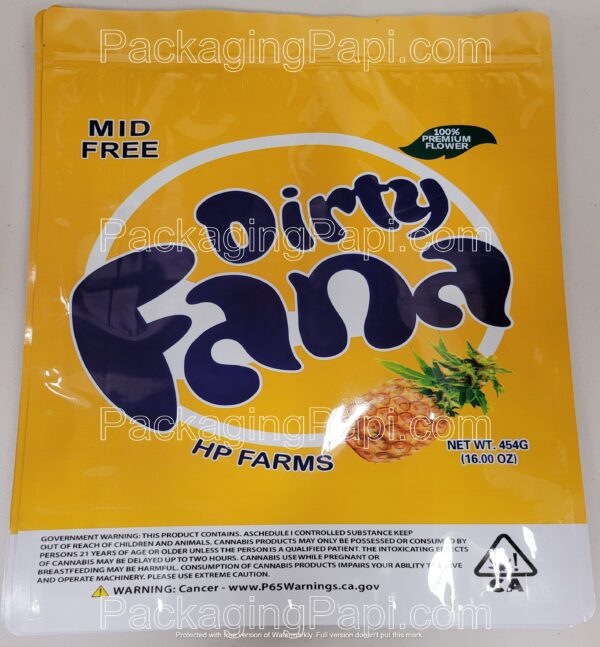 PackagingPapi.com
MID
FREE
100%
PREMIUM
FLOWER
Dirty
PackagingPapi.com
Fana
PackagingPapi.com
HP FARMS
NET WT. 454G
(16.00 OZ)
GOVERNMENT WARNING: THIS PRODUCT CONTAINS. ASCHEDULE I CONTROLLED SUBSTANCE KEEP
OUT OF REACH OF CHILDREN AND ANIMALS. CANNABIS PRODUCTS MAY ONLY BE POSSESSED OR CONSUMED BY
PERSONS 21 YEARS OF AGE OR OLDER UNLESS THE PERSON IS A QUALIFIED PATIENT. THE INTOXICATING EFFECTS
PackagingPapi.com
OF CANNABIS MAY BE DELAYED UP TO TWO HOURS. CANNABIS USE WHILE PREGNANT OR
BREASTFEEDING MAY BE HARMFUL. CONSUMPTION OF CANNABIS PRODUCTS IMPAIRS YOUR ABILITY TO DRIVE
AND OPERATE MACHINERY. PLEASE USE EXTREME CAUTION.
CA
WARNING: Cancer - www.P65Warnings.ca.gov
PackagingPapi.com
Protected with free version of Watermarkly. Full version doesn't put this mark.